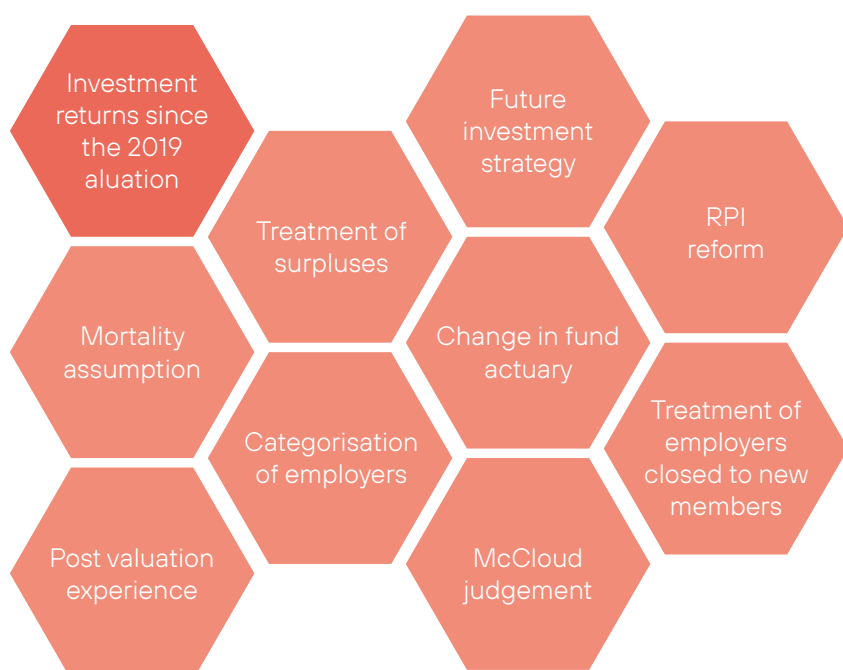 Investment
returns since
the 2019
aluation
Mortality
assumption
Post valuation
experience
Treatment of
surpluses
Categorisation
of employers
Future
investment
strategy
Change in fund
actuary
McCloud
judgement
RPI
reform
Treatment of
employers
closed to new
members